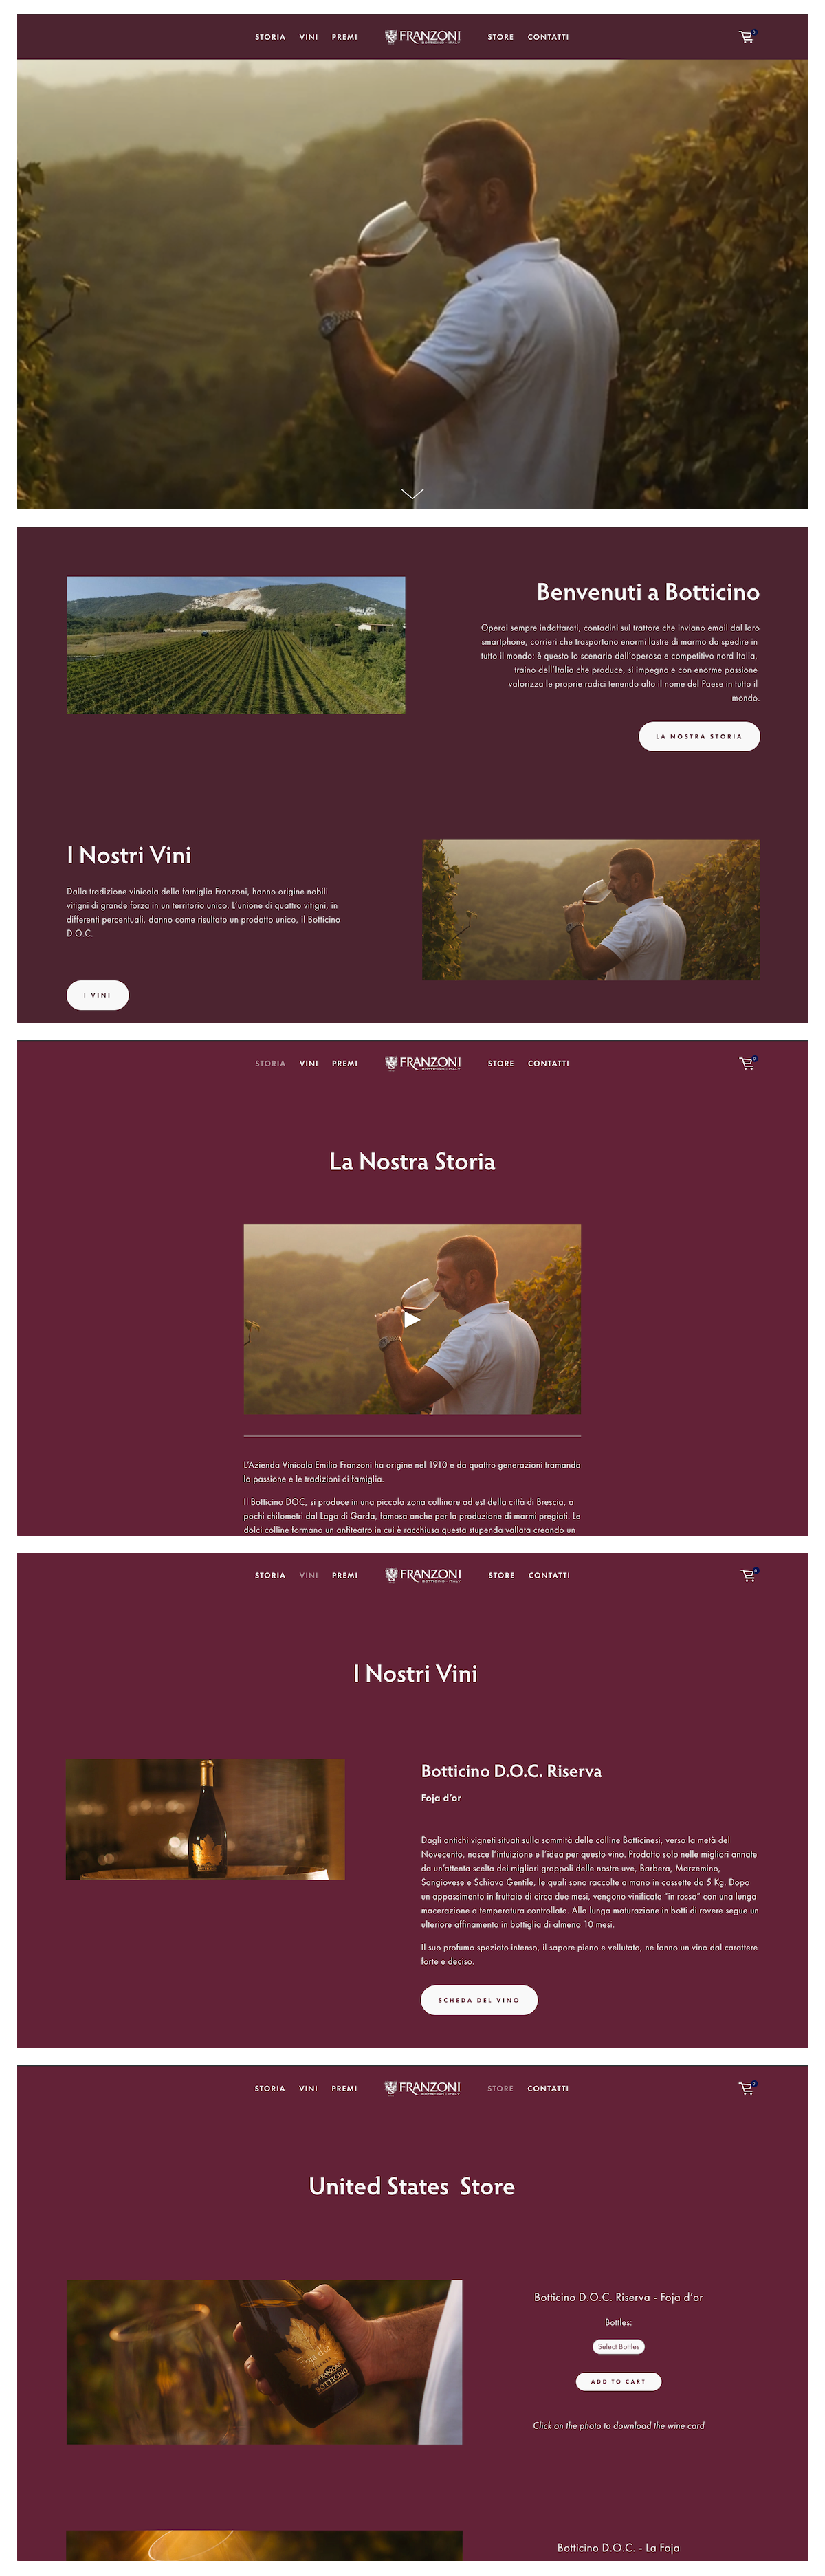 STORIA VINI PREMI FRANZONI STORE CONTATTI 0
BOTTICINO - ITALY
Benvenuti a Botticino
Operai sempre indaffarati, contadini sul trattore che inviano email dal loro
smartphone, corrieri che trasportano enormi lastre di marmo da spedire in
tutto il mondo: è questo lo scenario dell'operoso e competitivo nord Italia,
traino dell'Italia che produce, si impegna e con enorme passione
valorizza le proprie radici tenendo alto il nome del Paese in tutto il
mondo.
LA NOSTRA STORIA
I Nostri Vini
Dalla tradizione vinicola della famiglia Franzoni, hanno origine nobili
vitigni di grande forza in un territorio unico. L'unione di quattro vitigni, in
differenti percentuali, danno come risultato un prodotto unico, il Botticino
D.O.C.
I VINI
STORIA VINI PREMI FRANZONI STORE CONTATTI 0
BOTTICINO - ITALY
La Nostra Storia
L'Azienda Vinicola Emilio Franzoni ha origine nel 1910 e da quattro generazioni tramanda
la passione e le tradizioni di famiglia.
Il Botticino DOC, si produce in una piccola zona collinare ad est della città di Brescia, a
pochi chilometri dal Lago di Garda, famosa anche per la produzione di marmi pregiati. Le
dolci colline formano un anfiteatro in cui è racchiusa questa stupenda vallata creando un
STORIA VINI PREMI FRANZONI STORE CONTATTI 0
BOTTICINO - ITALY
I Nostri Vini
BOTTICINO
Botticino D.O.C. Riserva
Foja d'or
Dagli antichi vigneti situati sulla sommità delle colline Botticinesi, verso la metà del
Novecento, nasce l'intuizione e l'idea per questo vino. Prodotto solo nelle migliori annate
da un'attenta scelta dei migliori grappoli delle nostre uve, Barbera, Marzemino,
Sangiovese e Schiava Gentile, le quali sono raccolte a mano in cassette da 5 Kg. Dopo
un appassimento in fruttaio di circa due mesi, vengono vinificate "in rosso" con una lunga
macerazione a temperatura controllata. Alla lunga maturazione in botti di rovere segue un
ulteriore affinamento in bottiglia di almeno 10 mesi.
Il suo profumo speziato intenso, il sapore pieno e vellutato, ne fanno un vino dal carattere
forte e deciso.
SCHEDA DEL VINO
STORIA VINI PREMI FRANZONI STORE CONTATTI 0
BOTTICINO - ITALY
United States Store
Foja d'or
RISERVA
FRANZONI
BOTTICINO
Botticino D.O.C. Riserva - Foja d'or
Bottles:
Select Bottles
ADD TO CART
Click on the photo to download the wine card
Botticino D.O.C. - La Foja